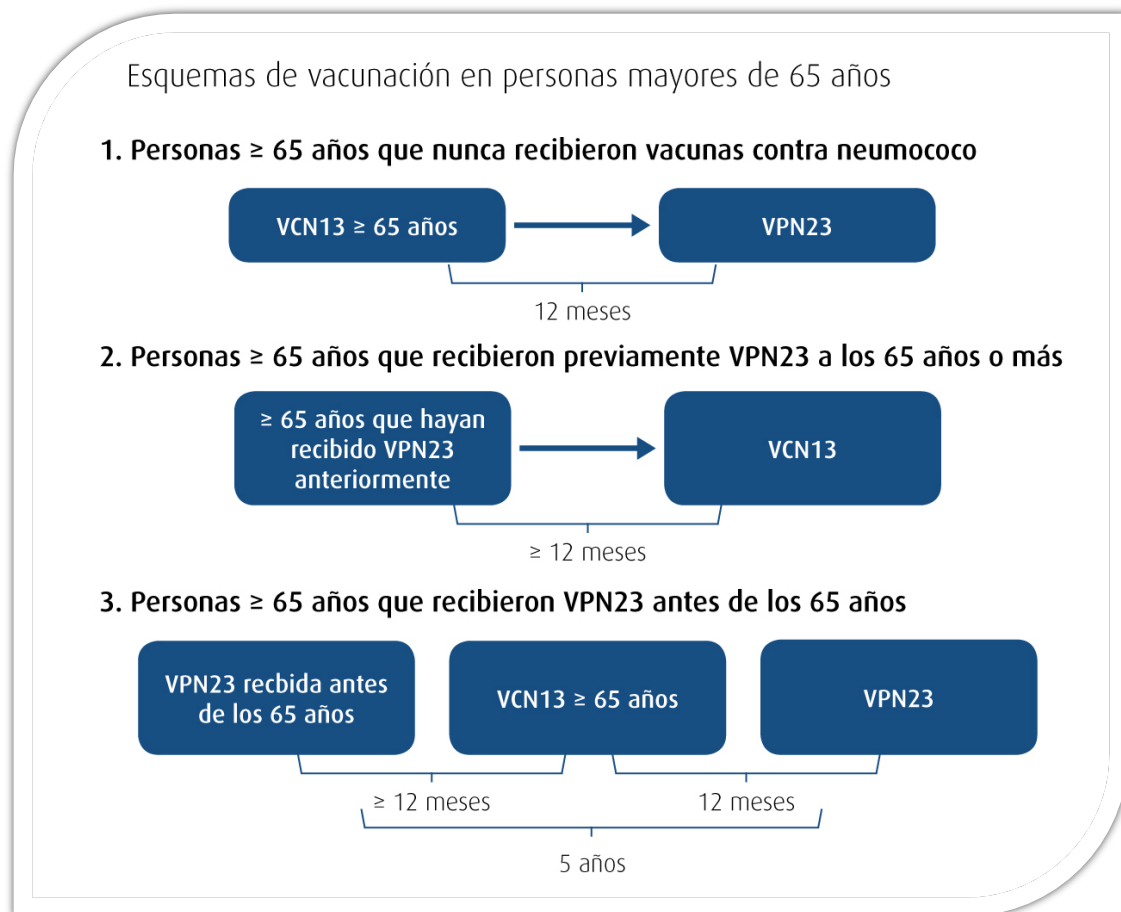 Esquemas de vacunación en personas mayores de 65 años
1. Personas ≥ 65 años que nunca recibieron vacunas contra neumococo
VCN13 ≥ 65 años
VPN23
12 meses
2. Personas ≥ 65 años que recibieron previamente VPN23 a los 65 años o más
≥ 65 años que hayan
recibido VPN23
anteriormente
VCN13
≥ 12 meses
3. Personas ≥ 65 años que recibieron VPN23 antes de los 65 años
VPN23 recbida antes
de los 65 años
VCN13 ≥ 65 años
VPN23
≥ 12 meses
12 meses
5 años